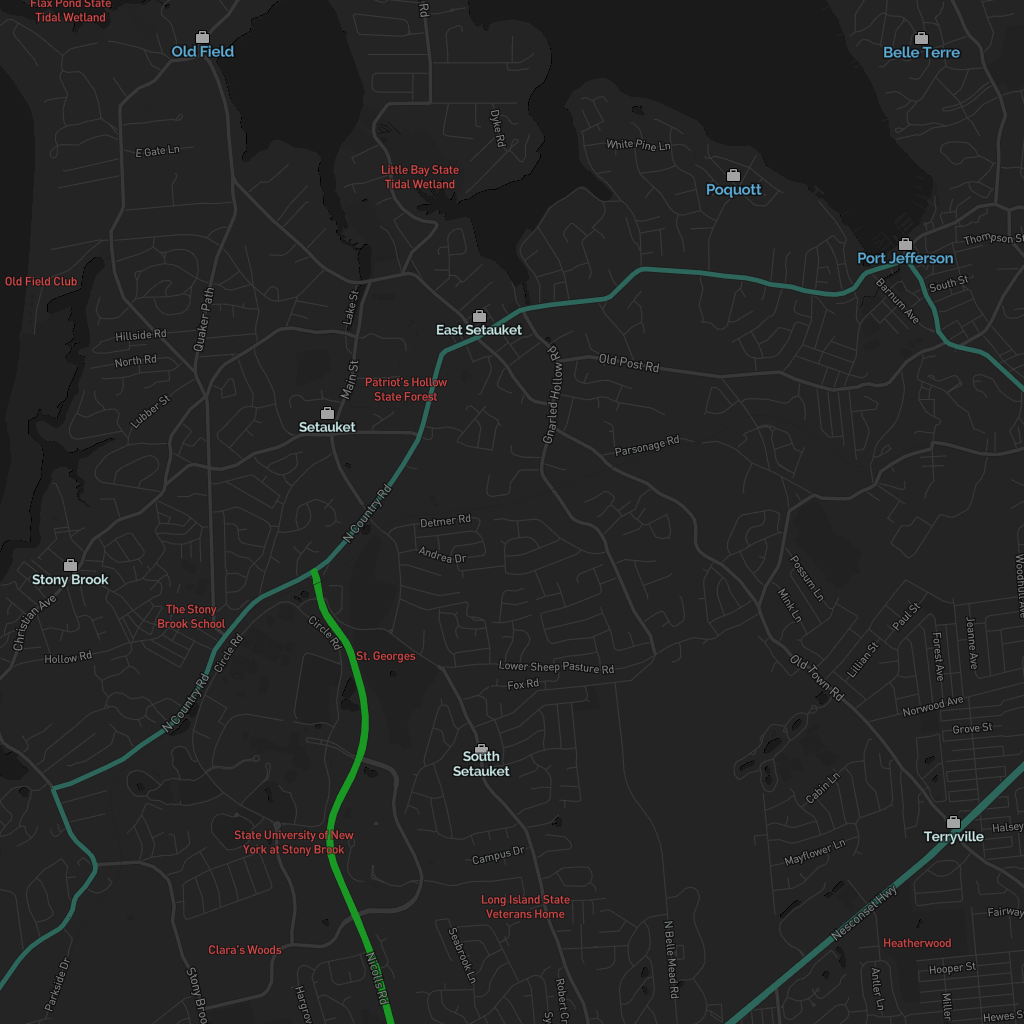 Flax Pond State
Tidal Wetland
Rd
Old Field
Belle Terre
Dyke Rd
E Gate Ln
White Pine Ln
Little Bay State
Tidal Wetland
Poquott
Thompson St
Port Jefferson
Old Field Club
South St
Barnum Ave
Lake St
Quaker Path
East Setauket
Hillside Rd
North Rd
Old Post Rd
Gnarled Hollow Rd
Main St
Patriot's Hollow
State Forest
Lubber St
Setauket
Parsonage Rd
N Country Rd
Detmer Rd
Andrea Dr
Stony Brook
Possum Ln
Woodhull Ave
Mink Ln
Christian Ave
The Stony
Brook School
Paul St
Jeanne Ave
Forest Ave
Circle Rd
Circle Rd
Hollow Rd
St. Georges
Lillian St
Lower Sheep Pasture Rd
Fox Rd
Old Town Rd
N Country Rd
Norwood Ave
Grove St
South
Setauket
Cabin Ln
Terryville
Halsey
State University of New
York at Stony Brook
Campus Dr
Mayflower Ln
Long Island State
Veterans Home
Nesconset Hwy
Fairway
Clara's Woods
Heatherwood
Seabrook Ln
N Belle Mead Rd
Nicolls Rd
Parkside Dr
Stony Broo
Hooper St
Antler Ln
Hargrov
Robert Cr
Miller
Sy
Hewes S